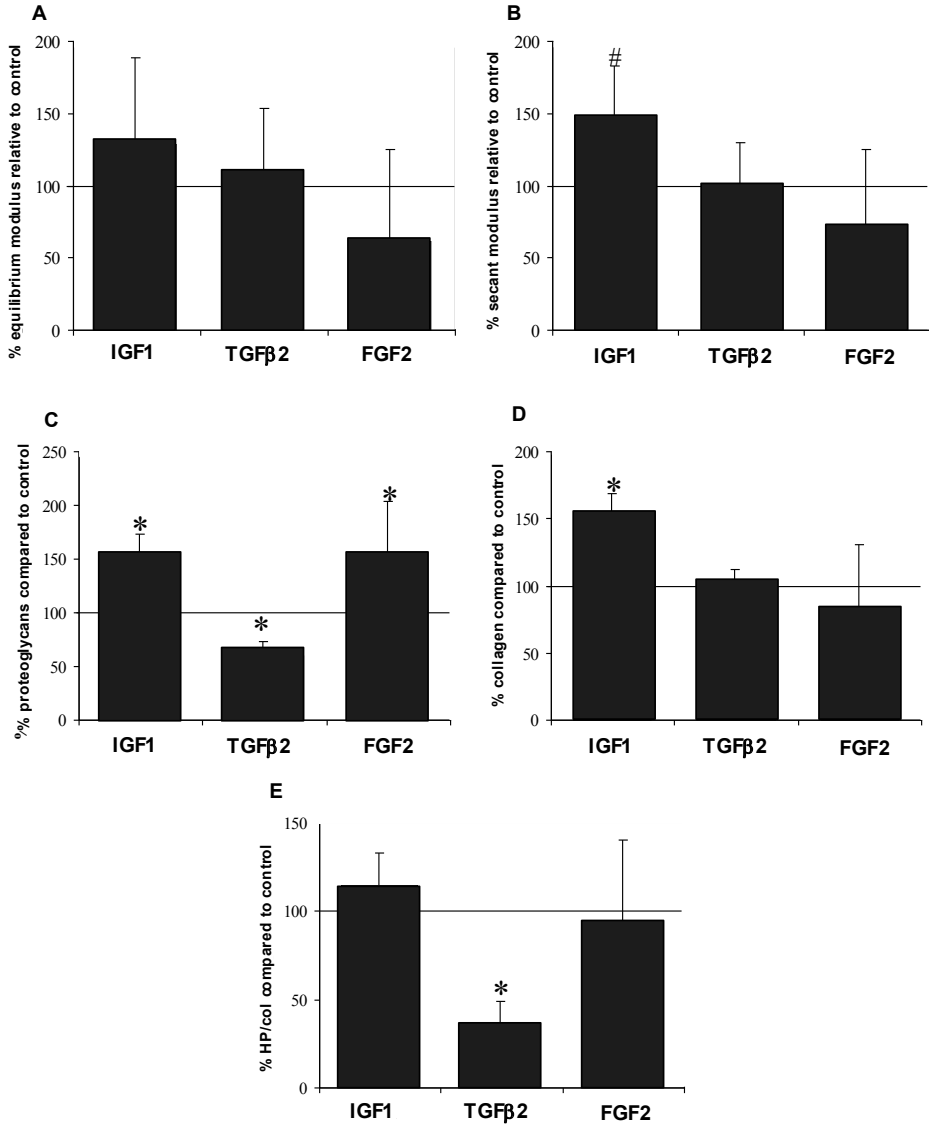 A
% equilibrium modulus relative to control
200
150
100
50
0
IGF1 TGFβ2 FGF2
B
% secant modulus relative to control
200
#
150
100
50
0
IGF1 TGFβ2 FGF2
C
%% proteoglycans compared to control
250
200
150
100
50
0
* * *
IGF1 TGFβ2 FGF2
D
% collagen compared to control
200
150
100
50
0
*
IGF1 TGFβ2 FGF2
E
% HP/col compared to control
150
100
50
0
*
IGF1 TGFβ2 FGF2